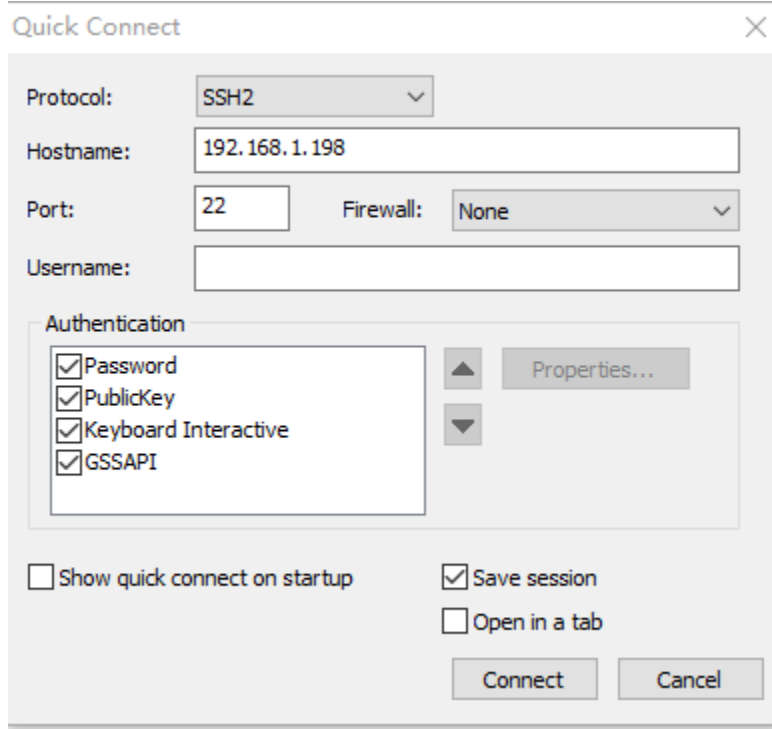 Quick Connect
Protocol: SSH2
Hostname: 192.168.1.198
Port: 22 Firewall: None
Username:
Authentication
Password
PublicKey
Keyboard Interactive
GSSAPI
Properties...
Show quick connect on startup Save session
Open in a tab
Connect Cancel